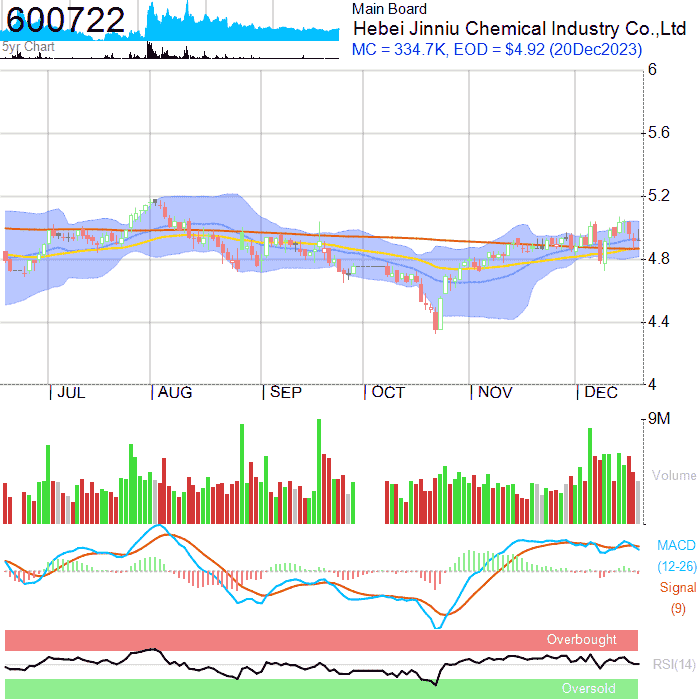 600722
5yr Chart
Main Board
Hebei Jinniu Chemical Industry Co.,Ltd
MC = 334.7K, EOD = $4.92 (20Dec2023)
6
5.6
5.2
4.8
4.4
4
JUL AUG SEP OCT NOV DEC
9M
Volume
MACD
(12-26)
Signal
(9)
Overbought
RSI(14)
Oversold